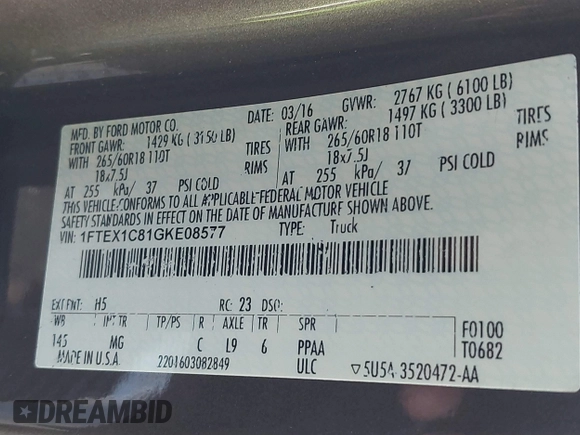 MFD. BY FORD MOTOR CO.
DATE: 03/16 GVWR: 2767 KG ( 6100 LB)
FRONT GAWR: 1429 KG ( 3150 LB) REAR GAWR: 1497 KG ( 3300 LB)
WITH 265/60R18 110T TIRES WITH 265/60R18 110T TIRES
18x7.5J RIMS 18x7.5J RIMS
AT 255 kPa/ 37 PSI COLD AT 255 kPa/ 37 PSI COLD
THIS VEHICLE CONFORMS TO ALL APPLICABLE FEDERAL MOTOR VEHICLE
SAFETY STANDARDS IN EFFECT ON THE DATE OF MANUFACTURE SHOWN ABOVE.
VIN: 1FTEX1C81GKE08577 TYPE: Truck
EXT PNT: H5 RC: 23 DSO:
WB INT TR TP/PS R AXLE TR SPR F0100
145 MG C L9 6 PPAA T0682
MADE IN U.S.A. 2201603082849 ULC ▽5U5A 3520472-AA
DREAMBID